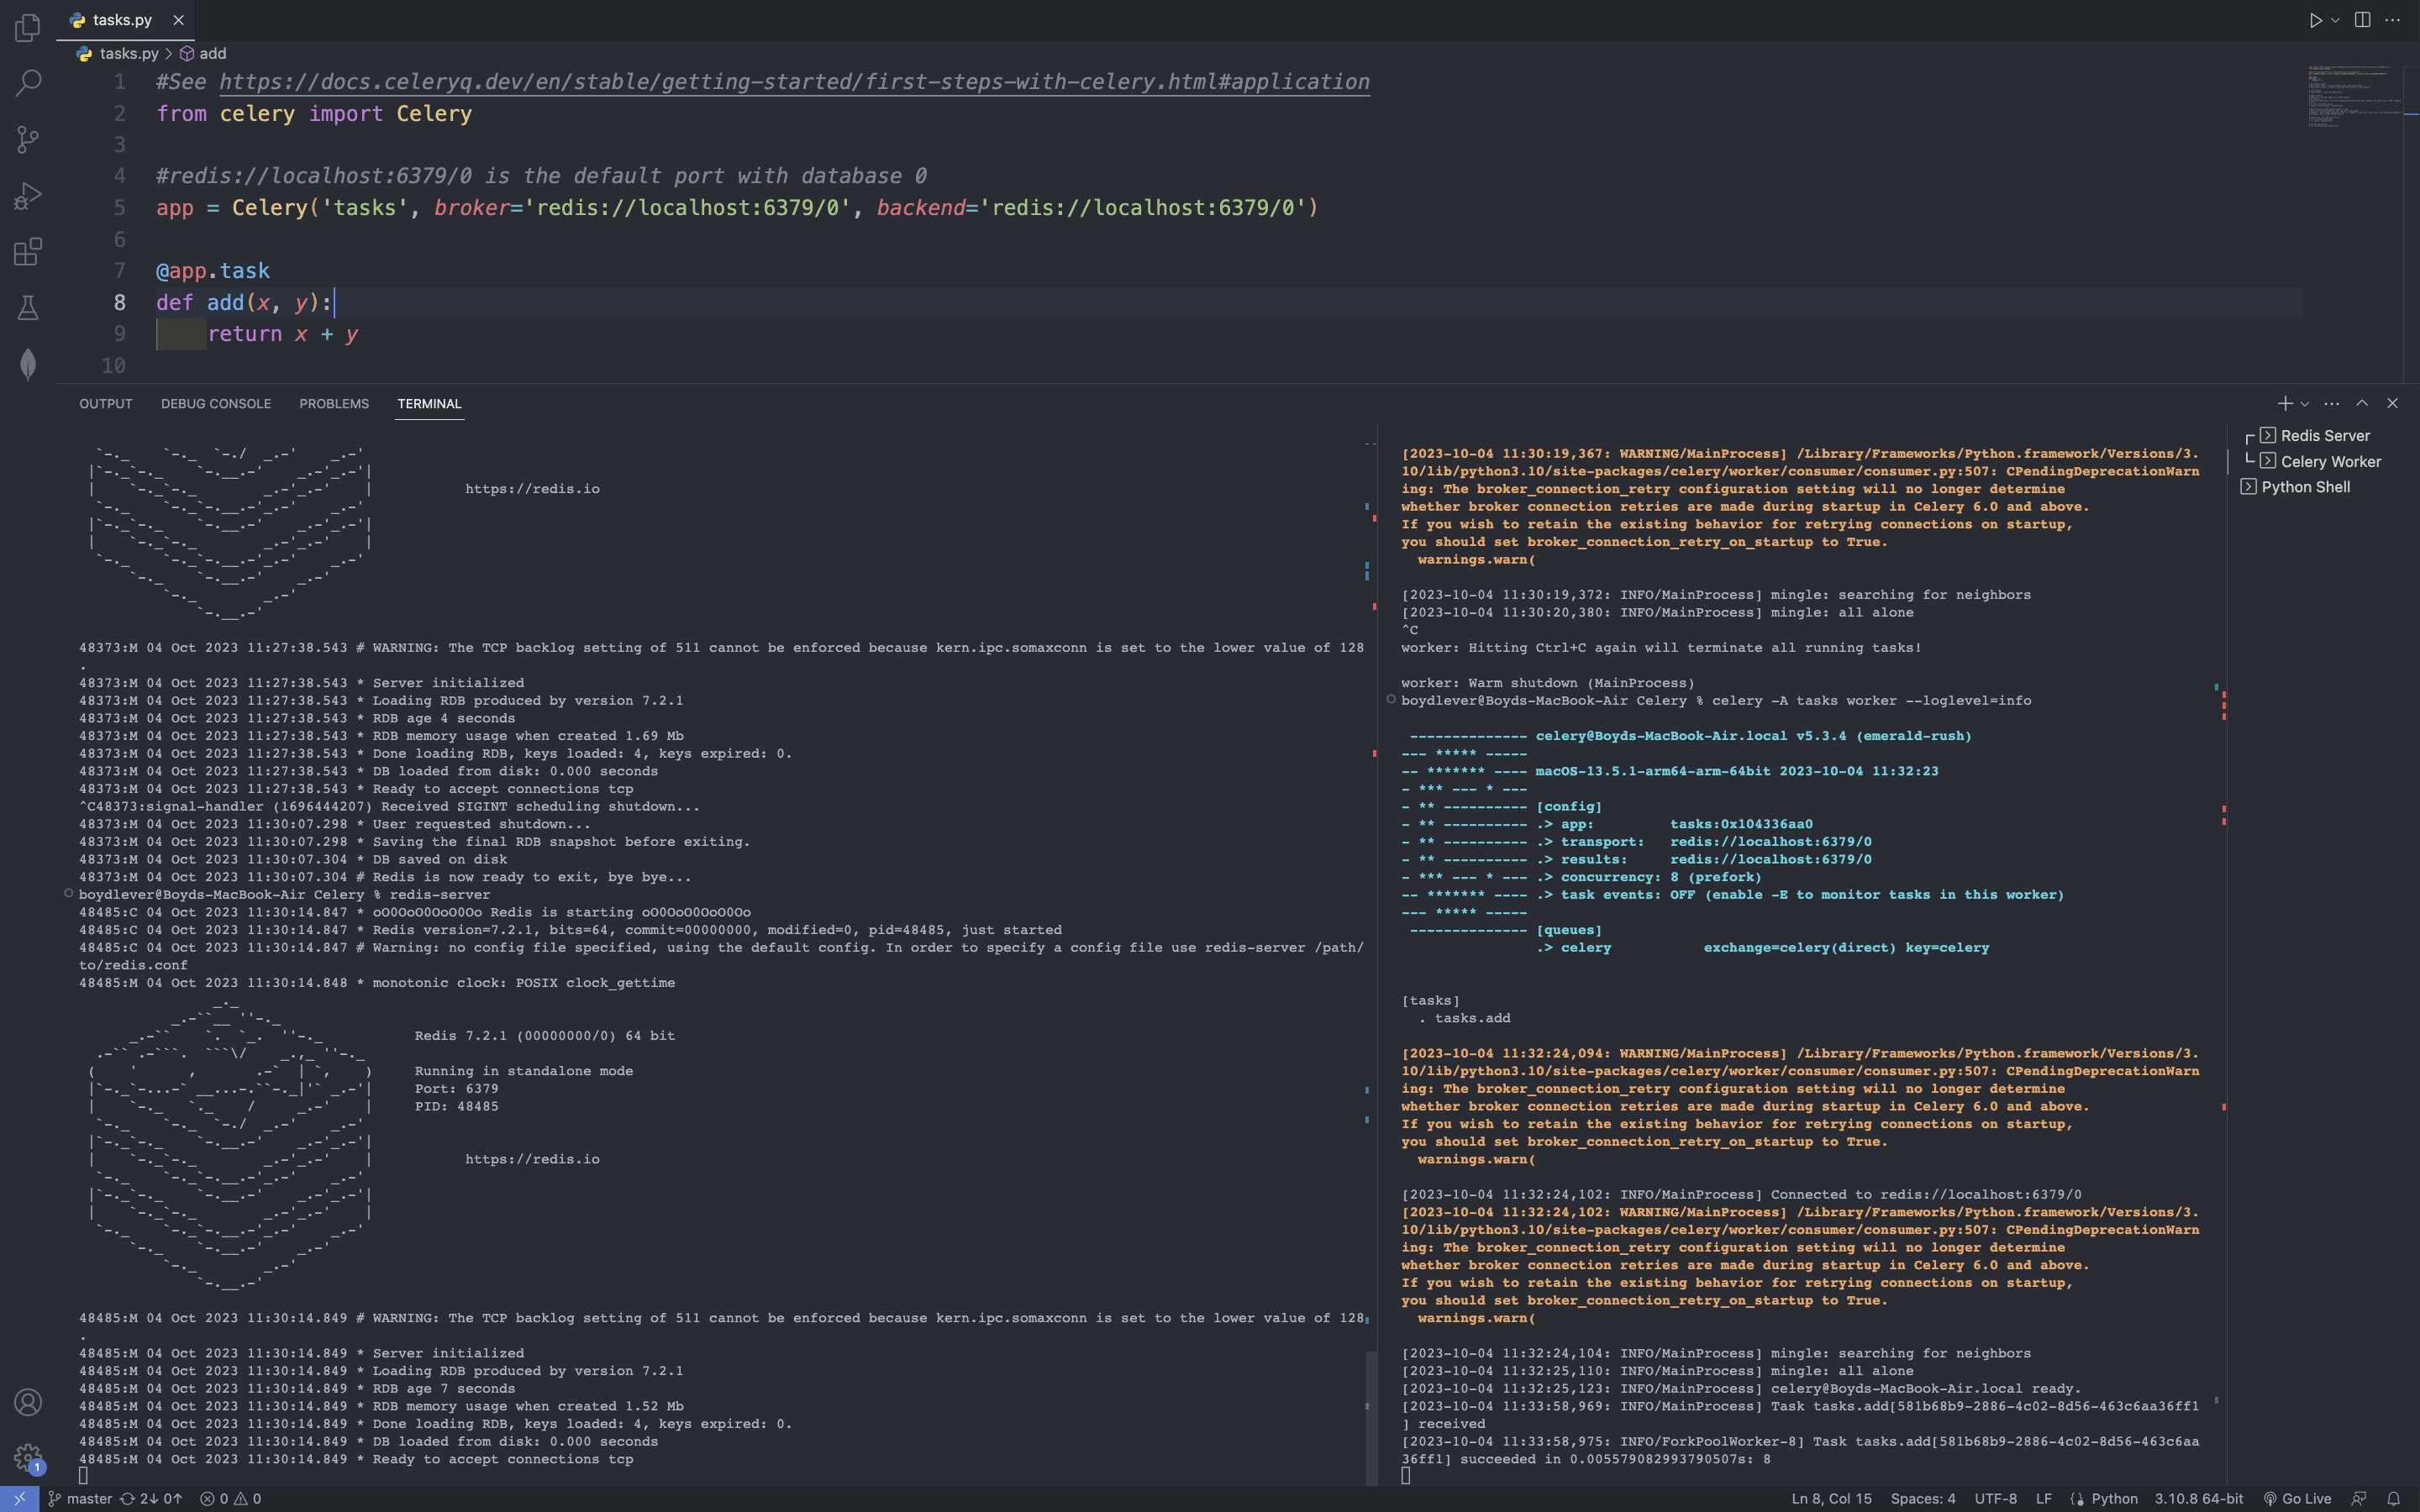 tasks.py
tasks.py > add
1 #See https://docs.celeryq.dev/en/stable/getting-started/first-steps-with-celery.html#application
2 from celery import Celery
3
4 #redis://localhost:6379/0 is the default port with database 0
5 app = Celery('tasks', broker='redis://localhost:6379/0', backend='redis://localhost:6379/0')
6
7 @app.task
8 def add(x, y):
9     return x + y
10
OUTPUT DEBUG CONSOLE PROBLEMS TERMINAL
https://redis.io
48373:M 04 Oct 2023 11:27:38.543 # WARNING: The TCP backlog setting of 511 cannot be enforced because kern.ipc.somaxconn is set to the lower value of 128
.
48373:M 04 Oct 2023 11:27:38.543 * Server initialized
48373:M 04 Oct 2023 11:27:38.543 * Loading RDB produced by version 7.2.1
48373:M 04 Oct 2023 11:27:38.543 * RDB age 4 seconds
48373:M 04 Oct 2023 11:27:38.543 * RDB memory usage when created 1.69 Mb
48373:M 04 Oct 2023 11:27:38.543 * Done loading RDB, keys loaded: 4, keys expired: 0.
48373:M 04 Oct 2023 11:27:38.543 * DB loaded from disk: 0.000 seconds
48373:M 04 Oct 2023 11:27:38.543 * Ready to accept connections tcp
^C48373:signal-handler (1696444207) Received SIGINT scheduling shutdown...
48373:M 04 Oct 2023 11:30:07.298 * User requested shutdown...
48373:M 04 Oct 2023 11:30:07.298 * Saving the final RDB snapshot before exiting.
48373:M 04 Oct 2023 11:30:07.304 * DB saved on disk
48373:M 04 Oct 2023 11:30:07.304 # Redis is now ready to exit, bye bye...
boydlever@Boyds-MacBook-Air Celery % redis-server
48485:C 04 Oct 2023 11:30:14.847 * oO0OoO0OoO0Oo Redis is starting oO0OoO0OoO0Oo
48485:C 04 Oct 2023 11:30:14.847 * Redis version=7.2.1, bits=64, commit=00000000, modified=0, pid=48485, just started
48485:C 04 Oct 2023 11:30:14.847 # Warning: no config file specified, using the default config. In order to specify a config file use redis-server /path/
to/redis.conf
48485:M 04 Oct 2023 11:30:14.848 * monotonic clock: POSIX clock_gettime
Redis 7.2.1 (00000000/0) 64 bit
Running in standalone mode
Port: 6379
PID: 48485
https://redis.io
48485:M 04 Oct 2023 11:30:14.849 # WARNING: The TCP backlog setting of 511 cannot be enforced because kern.ipc.somaxconn is set to the lower value of 128
.
48485:M 04 Oct 2023 11:30:14.849 * Server initialized
48485:M 04 Oct 2023 11:30:14.849 * Loading RDB produced by version 7.2.1
48485:M 04 Oct 2023 11:30:14.849 * RDB age 7 seconds
48485:M 04 Oct 2023 11:30:14.849 * RDB memory usage when created 1.52 Mb
48485:M 04 Oct 2023 11:30:14.849 * Done loading RDB, keys loaded: 4, keys expired: 0.
48485:M 04 Oct 2023 11:30:14.849 * DB loaded from disk: 0.000 seconds
48485:M 04 Oct 2023 11:30:14.849 * Ready to accept connections tcp
[2023-10-04 11:30:19,367: WARNING/MainProcess] /Library/Frameworks/Python.framework/Versions/3.
10/lib/python3.10/site-packages/celery/worker/consumer/consumer.py:507: CPendingDeprecationWarn
ing: The broker_connection_retry configuration setting will no longer determine
whether broker connection retries are made during startup in Celery 6.0 and above.
If you wish to retain the existing behavior for retrying connections on startup,
you should set broker_connection_retry_on_startup to True.
warnings.warn(
[2023-10-04 11:30:19,372: INFO/MainProcess] mingle: searching for neighbors
[2023-10-04 11:30:20,380: INFO/MainProcess] mingle: all alone
^C
worker: Hitting Ctrl+C again will terminate all running tasks!
worker: Warm shutdown (MainProcess)
boydlever@Boyds-MacBook-Air Celery % celery -A tasks worker --loglevel=info
-------------- celery@Boyds-MacBook-Air.local v5.3.4 (emerald-rush)
--- ***** -----
-- ******* ---- macOS-13.5.1-arm64-arm-64bit 2023-10-04 11:32:23
- *** --- * ---
- ** ---------- [config]
- ** ---------- .> app: tasks:0x104336aa0
- ** ---------- .> transport: redis://localhost:6379/0
- ** ---------- .> results: redis://localhost:6379/0
- *** --- * --- .> concurrency: 8 (prefork)
-- ******* ---- .> task events: OFF (enable -E to monitor tasks in this worker)
--- ***** -----
-------------- [queues]
.> celery exchange=celery(direct) key=celery
[tasks]
. tasks.add
[2023-10-04 11:32:24,094: WARNING/MainProcess] /Library/Frameworks/Python.framework/Versions/3.
10/lib/python3.10/site-packages/celery/worker/consumer/consumer.py:507: CPendingDeprecationWarn
ing: The broker_connection_retry configuration setting will no longer determine
whether broker connection retries are made during startup in Celery 6.0 and above.
If you wish to retain the existing behavior for retrying connections on startup,
you should set broker_connection_retry_on_startup to True.
warnings.warn(
[2023-10-04 11:32:24,102: INFO/MainProcess] Connected to redis://localhost:6379/0
[2023-10-04 11:32:24,102: WARNING/MainProcess] /Library/Frameworks/Python.framework/Versions/3.
10/lib/python3.10/site-packages/celery/worker/consumer/consumer.py:507: CPendingDeprecationWarn
ing: The broker_connection_retry configuration setting will no longer determine
whether broker connection retries are made during startup in Celery 6.0 and above.
If you wish to retain the existing behavior for retrying connections on startup,
you should set broker_connection_retry_on_startup to True.
warnings.warn(
[2023-10-04 11:32:24,104: INFO/MainProcess] mingle: searching for neighbors
[2023-10-04 11:32:25,110: INFO/MainProcess] mingle: all alone
[2023-10-04 11:32:25,123: INFO/MainProcess] celery@Boyds-MacBook-Air.local ready.
[2023-10-04 11:33:58,969: INFO/MainProcess] Task tasks.add[581b68b9-2886-4c02-8d56-463c6aa36ff1
] received
[2023-10-04 11:33:58,975: INFO/ForkPoolWorker-8] Task tasks.add[581b68b9-2886-4c02-8d56-463c6aa
36ff1] succeeded in 0.005579082993790507s: 8
Redis Server
Celery Worker
Python Shell
1
master 2↓ 0↑ 0 0
Ln 8, Col 15 Spaces: 4 UTF-8 LF Python 3.10.8 64-bit Go Live